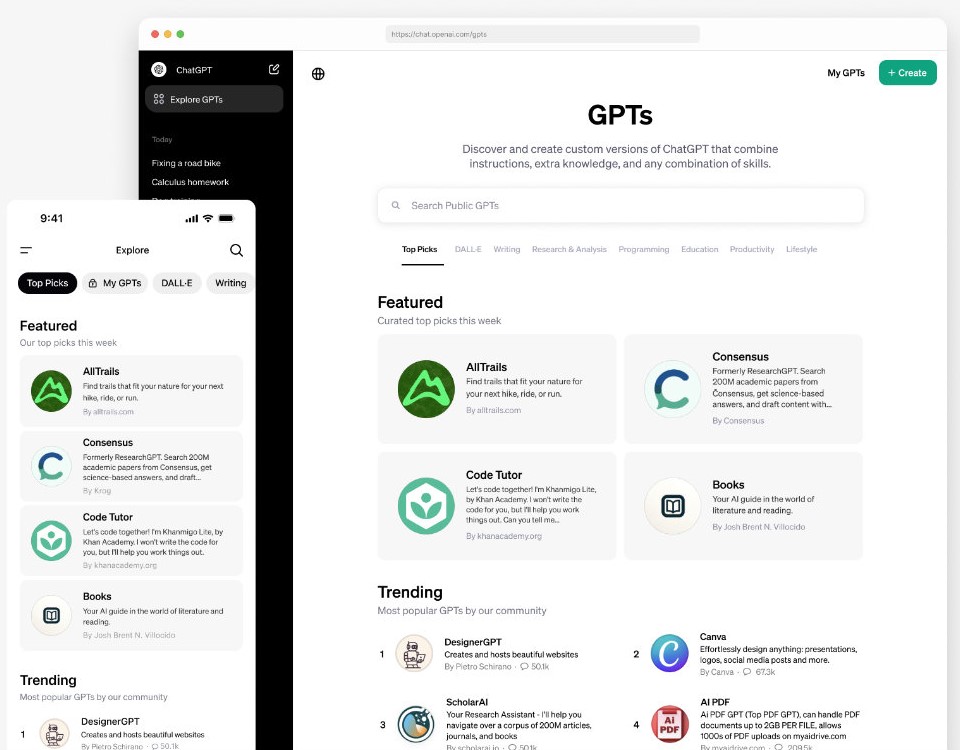 https://chat.openai.com/gpts
ChatGPT
Explore GPTs
Today
Fixing a road bike
Calculus homework
My GPTs
+ Create
GPTs
Discover and create custom versions of ChatGPT that combine
instructions, extra knowledge, and any combination of skills.
Search Public GPTs
Top Picks
DALL·E
Writing
Research & Analysis
Programming
Education
Productivity
Lifestyle
Featured
Curated top picks this week
AllTrails
Find trails that fit your nature for
your next hike, ride, or run.
By alltrails.com
Consensus
Formerly ResearchGPT. Search
200M academic papers from
Consensus, get science-based
answers, and draft content with...
By Consensus
Code Tutor
Let's code together! I'm Khanmigo Lite,
by Khan Academy. I won't write the
code for you, but I'll help you work
things out. Can you tell me...
By khanacademy.org
Books
Your AI guide in the world of
literature and reading.
By Josh Brent N. Villocido
Trending
Most popular GPTs by our community
1
DesignerGPT
Creates and hosts beautiful websites
By Pietro Schirano · 50.1k
2
Canva
Effortlessly design anything: presentations,
logos, social media posts and more.
By Canva · 67.3k
3
ScholarAI
Your Research Assistant - I'll help you
navigate over a corpus of 200M articles,
journals, and books
By scholarai.io · 501k
4
Ai PDF
AI PDF
Ai PDF GPT (Top PDF GPT), can handle PDF
documents up to 2GB PER FILE, allows
1000s of PDF uploads on myaidrive.com
By myaidrive.com · 209.5k
9:41
Explore
Top Picks
My GPTs
DALL·E
Writing
Featured
Our top picks this week
AllTrails
Find trails that fit your nature for your next
hike, ride, or run.
By alltrails.com
Consensus
Formerly ResearchGPT. Search 200M
academic papers from Consensus, get
science-based answers, and draft...
By Krog
Code Tutor
Let's code together! I'm Khanmigo Lite, by
Khan Academy. I won't write the code for
you, but I'll help you work things out.
By khanacademy.org
Books
Your AI guide in the world of literature and
reading.
By Josh Brent N. Villocido
Trending
Most popular GPTs by our community
1
DesignerGPT
Creates and hosts beautiful websites
By Pietro Schirano · 50.1k